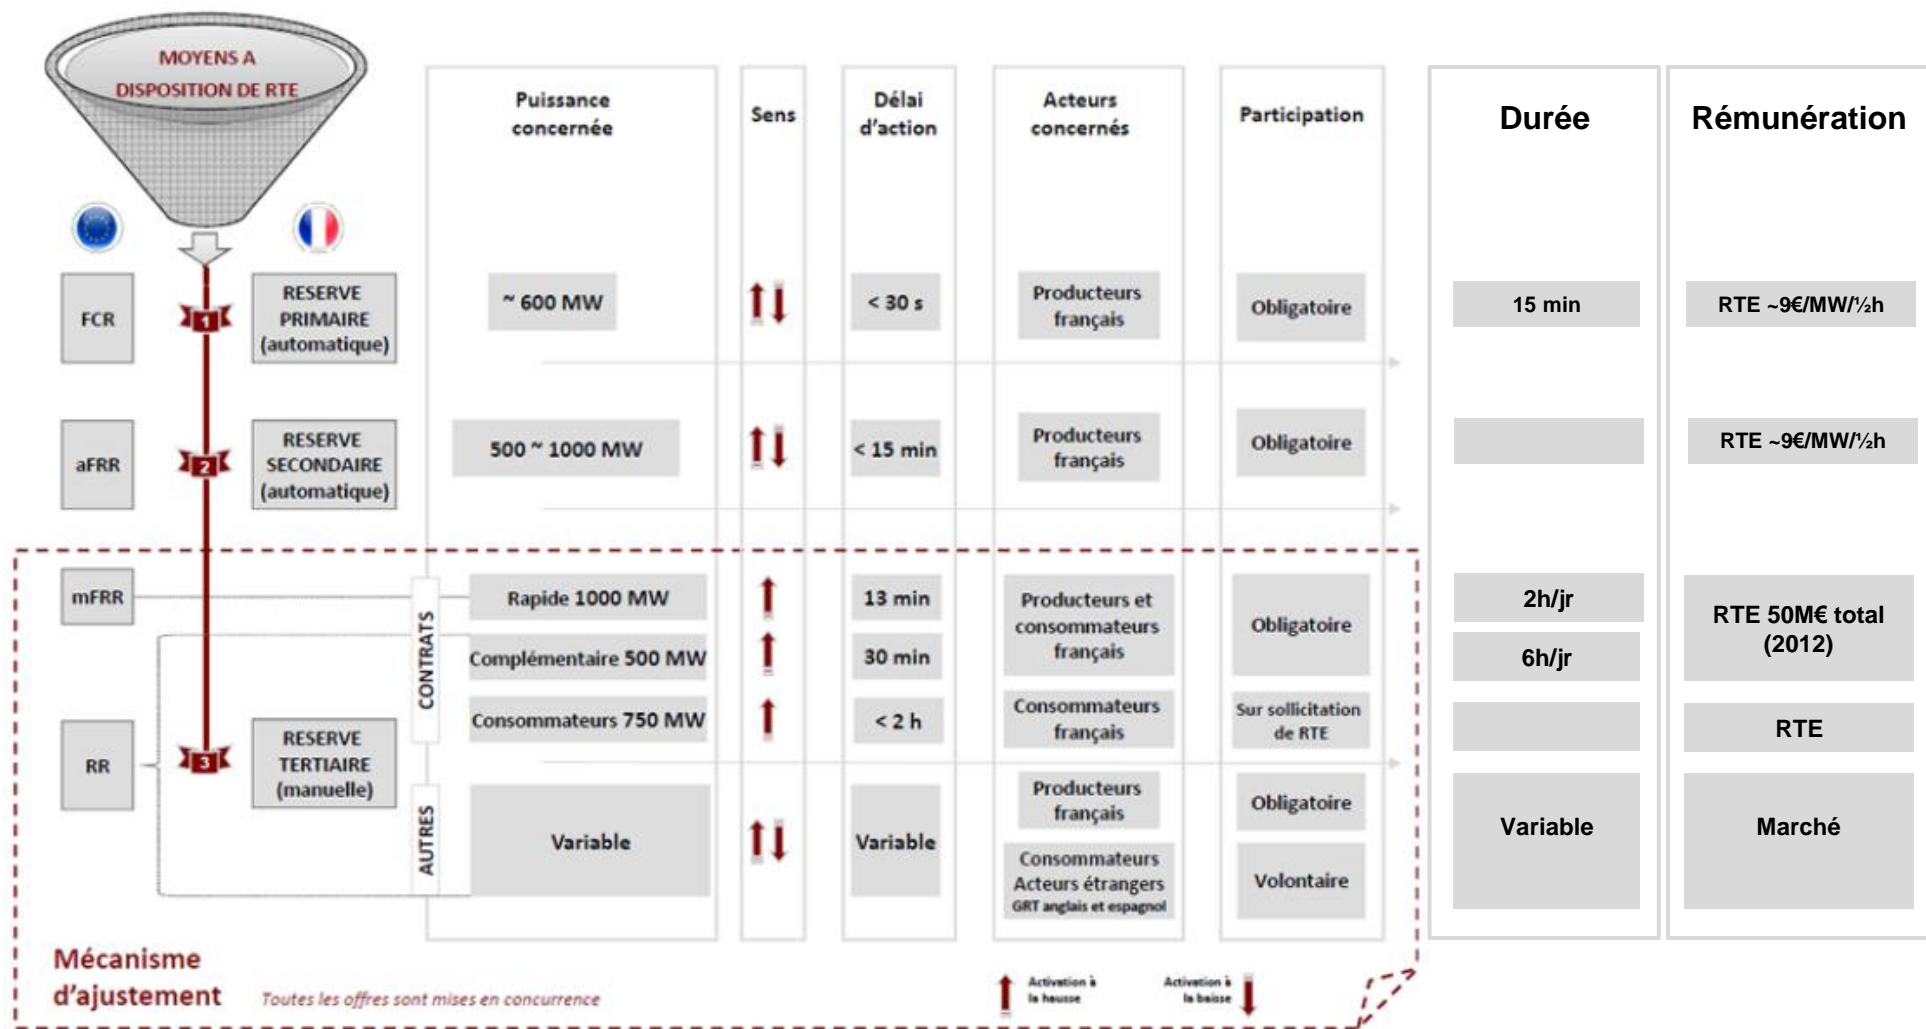 MOYENS A
DISPOSITION DE RTE
Puissance
concernée
Sens
Délai
d'action
Acteurs
concernés
Participation
Durée
Rémunération
FCR
1
RESERVE
PRIMAIRE
(automatique)
~ 600 MW
< 30 s
Producteurs
français
Obligatoire
15 min
RTE ~9€/MW/½h
aFRR
2
RESERVE
SECONDAIRE
(automatique)
500 ~ 1000 MW
< 15 min
Producteurs
français
Obligatoire
RTE ~9€/MW/½h
mFRR
CONTRATS
Rapide 1000 MW
13 min
Producteurs et
consommateurs
français
Obligatoire
2h/jr
RTE 50M€ total
(2012)
Complémentaire 500 MW
30 min
6h/jr
Consommateurs 750 MW
< 2 h
Consommateurs
français
Sur sollicitation
de RTE
RTE
RR
3
RESERVE
TERTIAIRE
(manuelle)
AUTRES
Variable
Variable
Producteurs
français
Obligatoire
Consommateurs
Acteurs étrangers
GRT anglais et espagnol
Volontaire
Variable
Marché
Mécanisme
d'ajustement
Toutes les offres sont mises en concurrence
Activation à
la hausse
Activation à
la baisse